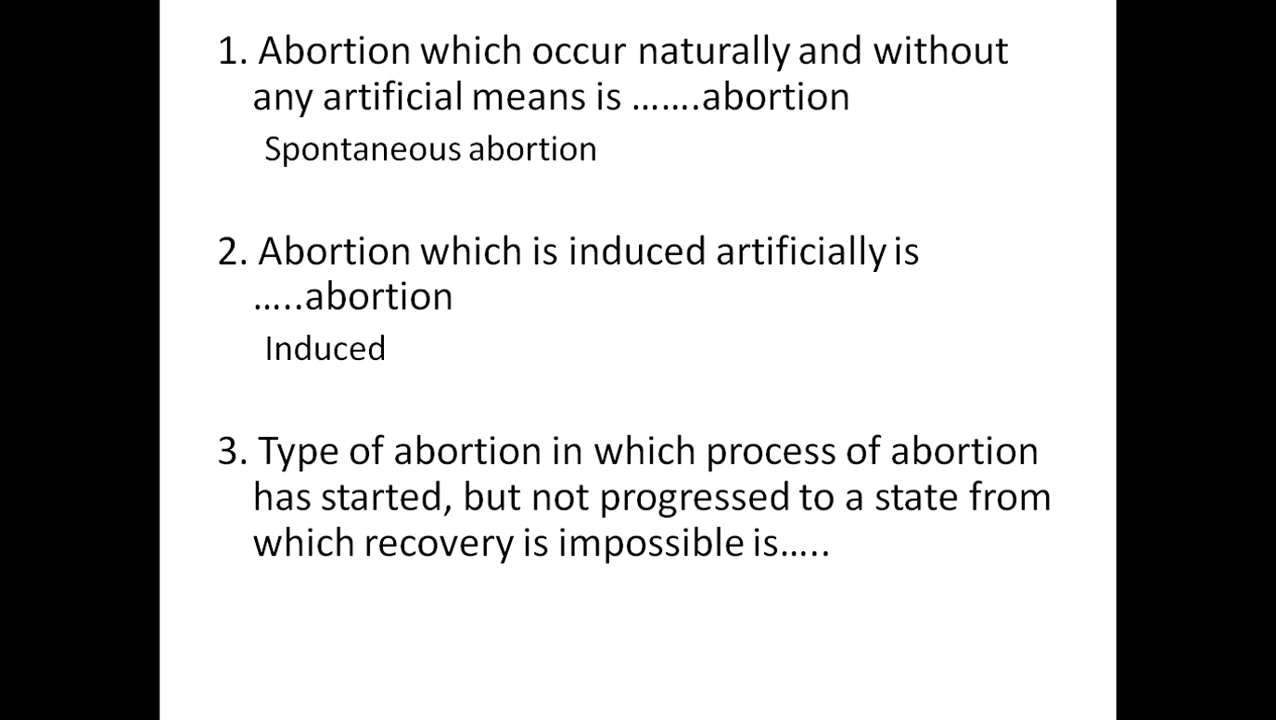 1. Abortion which occur naturally and without
any artificial means is …….abortion
Spontaneous abortion
2. Abortion which is induced artificially is
…..abortion
Induced
3. Type of abortion in which process of abortion
has started, but not progressed to a state from
which recovery is impossible is…..